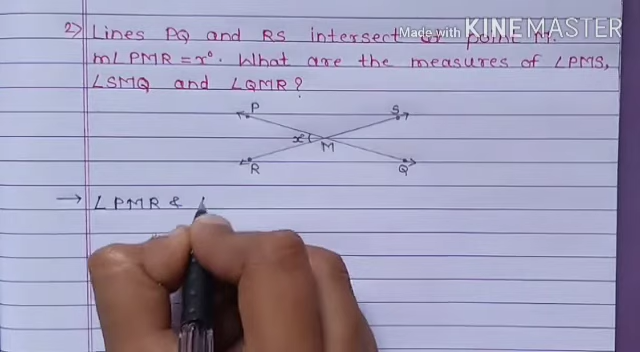 2) Lines PQ and RS intersect at point M.
m∠PMR = x°. What are the measures of ∠PMS,
∠SMQ and ∠QMR?
P S
x M
R Q
→ ∠PMR &
Made with KINEMASTER